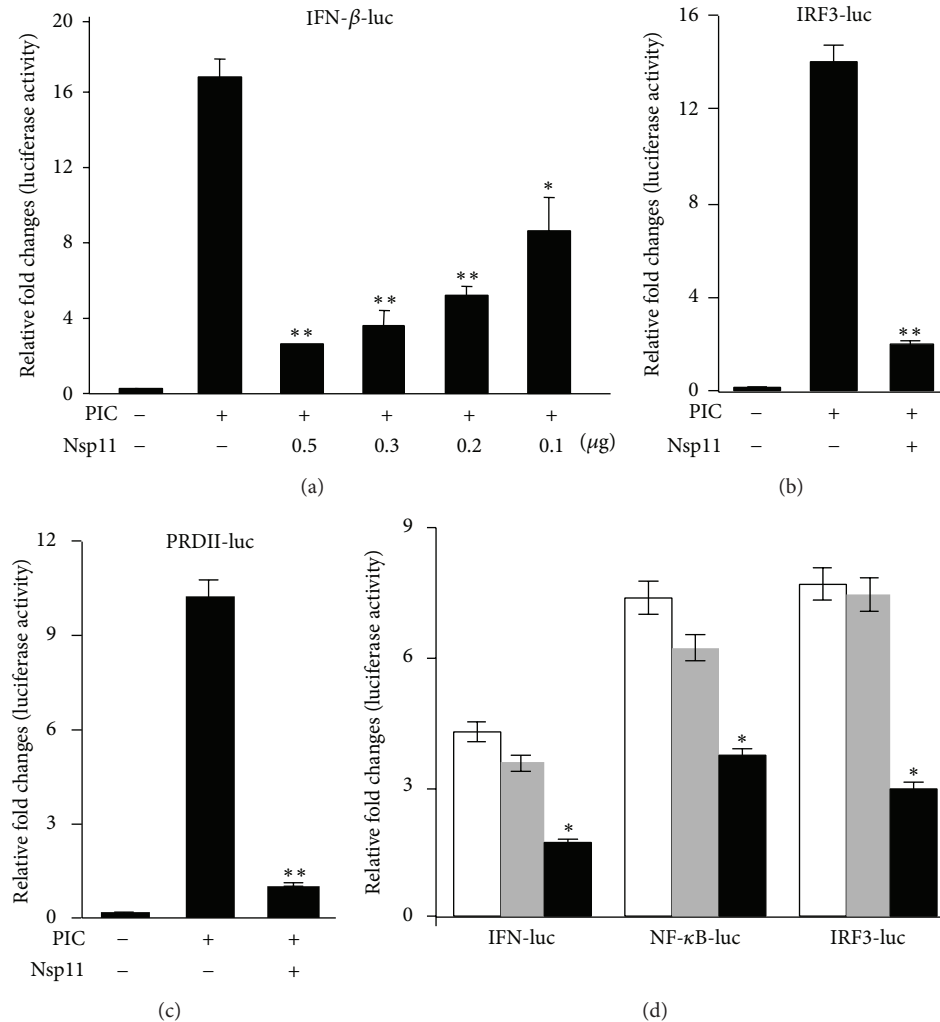 IFN-β-luc
Relative fold changes (luciferase activity)
20
16
12
8
4
0
** ** ** *
PIC − + + + + +
Nsp11 − − 0.5 0.3 0.2 0.1 (μg)
(a)
IRF3-luc
Relative fold changes (luciferase activity)
16
12
8
4
0
**
PIC − + +
Nsp11 − − +
(b)
PRDII-luc
Relative fold changes (luciferase activity)
12
9
6
3
0
**
PIC − + +
Nsp11 − − +
(c)
Relative fold changes (luciferase activity)
9
6
3
0
* * *
IFN-luc NF-κB-luc IRF3-luc
(d)